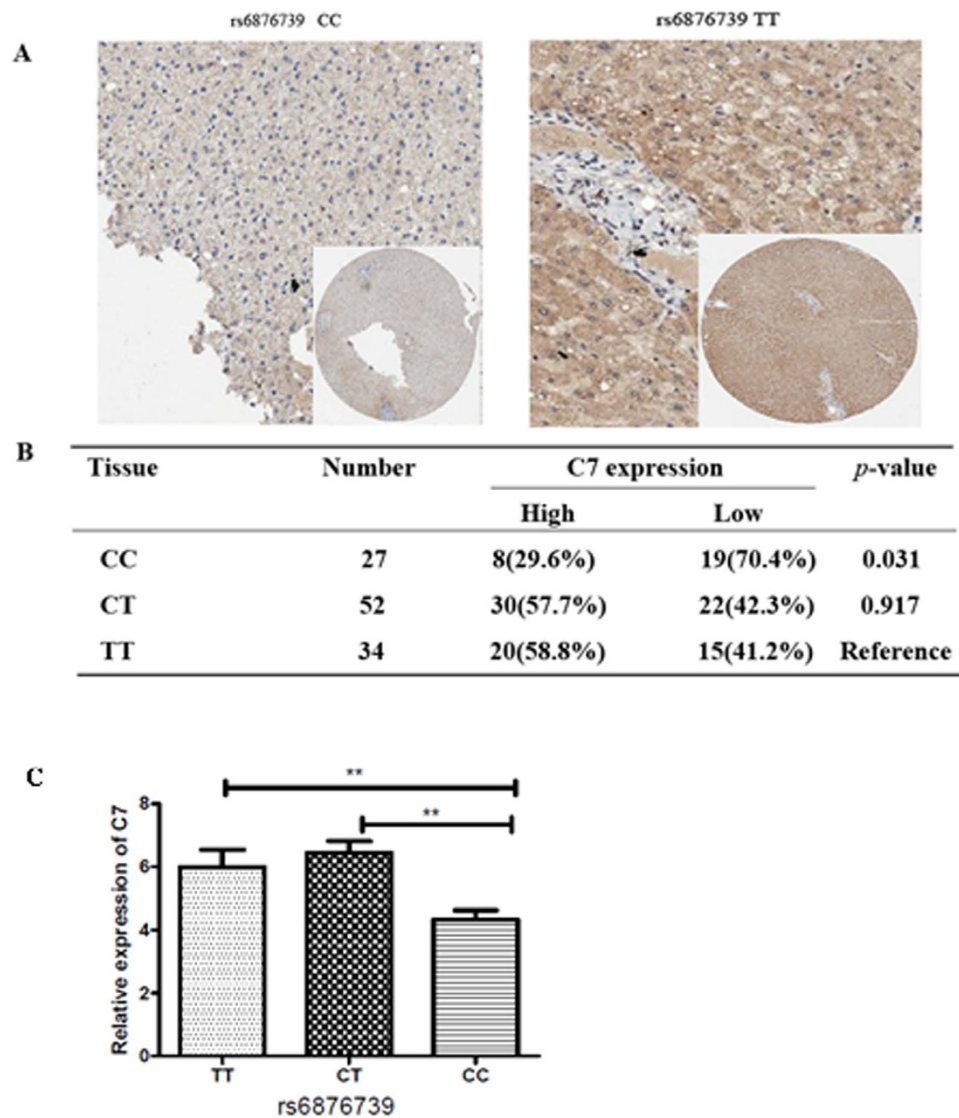 rs6876739 CC rs6876739 TT
A
B
Tissue Number C7 expression p-value
High Low
CC 27 8(29.6%) 19(70.4%) 0.031
CT 52 30(57.7%) 22(42.3%) 0.917
TT 34 20(58.8%) 15(41.2%) Reference
C
**
**
Relative expression of C7
8
6
4
2
0
TT CT CC
rs6876739